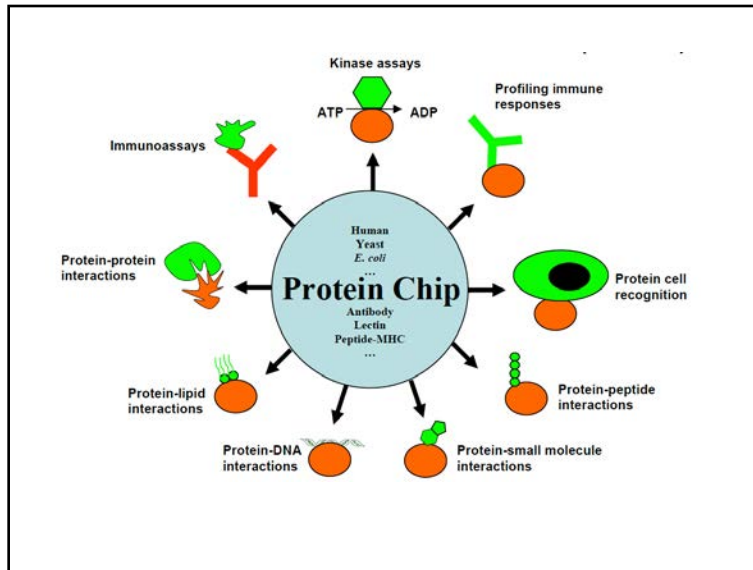 Kinase assays
ATP
ADP
Profiling immune
responses
Immunoassays
Human
Yeast
E. coli
...
Protein Chip
Antibody
Lectin
Peptide-MHC
...
Protein-protein
interactions
Protein cell
recognition
Protein-lipid
interactions
Protein-peptide
interactions
Protein-DNA
interactions
Protein-small molecule
interactions